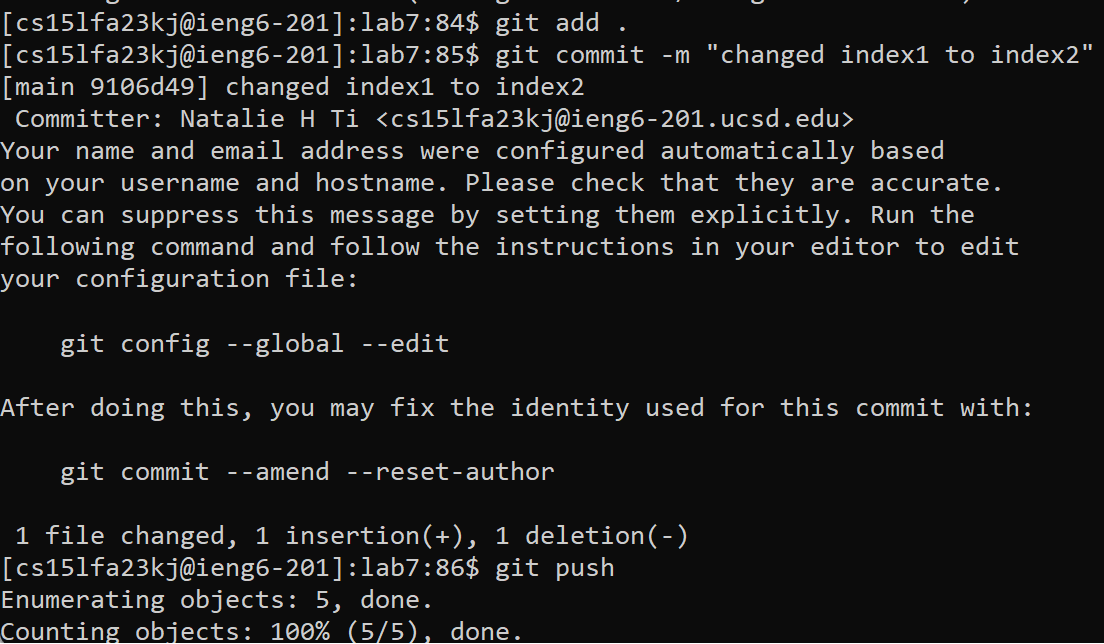 [cs15lfa23kj@ieng6-201]:lab7:84$ git add .
[cs15lfa23kj@ieng6-201]:lab7:85$ git commit -m "changed index1 to index2"
[main 9106d49] changed index1 to index2
 Committer: Natalie H Ti <cs15lfa23kj@ieng6-201.ucsd.edu>
Your name and email address were configured automatically based
on your username and hostname. Please check that they are accurate.
You can suppress this message by setting them explicitly. Run the
following command and follow the instructions in your editor to edit
your configuration file:

    git config --global --edit

After doing this, you may fix the identity used for this commit with:

    git commit --amend --reset-author

 1 file changed, 1 insertion(+), 1 deletion(-)
[cs15lfa23kj@ieng6-201]:lab7:86$ git push
Enumerating objects: 5, done.
Counting objects: 100% (5/5), done.